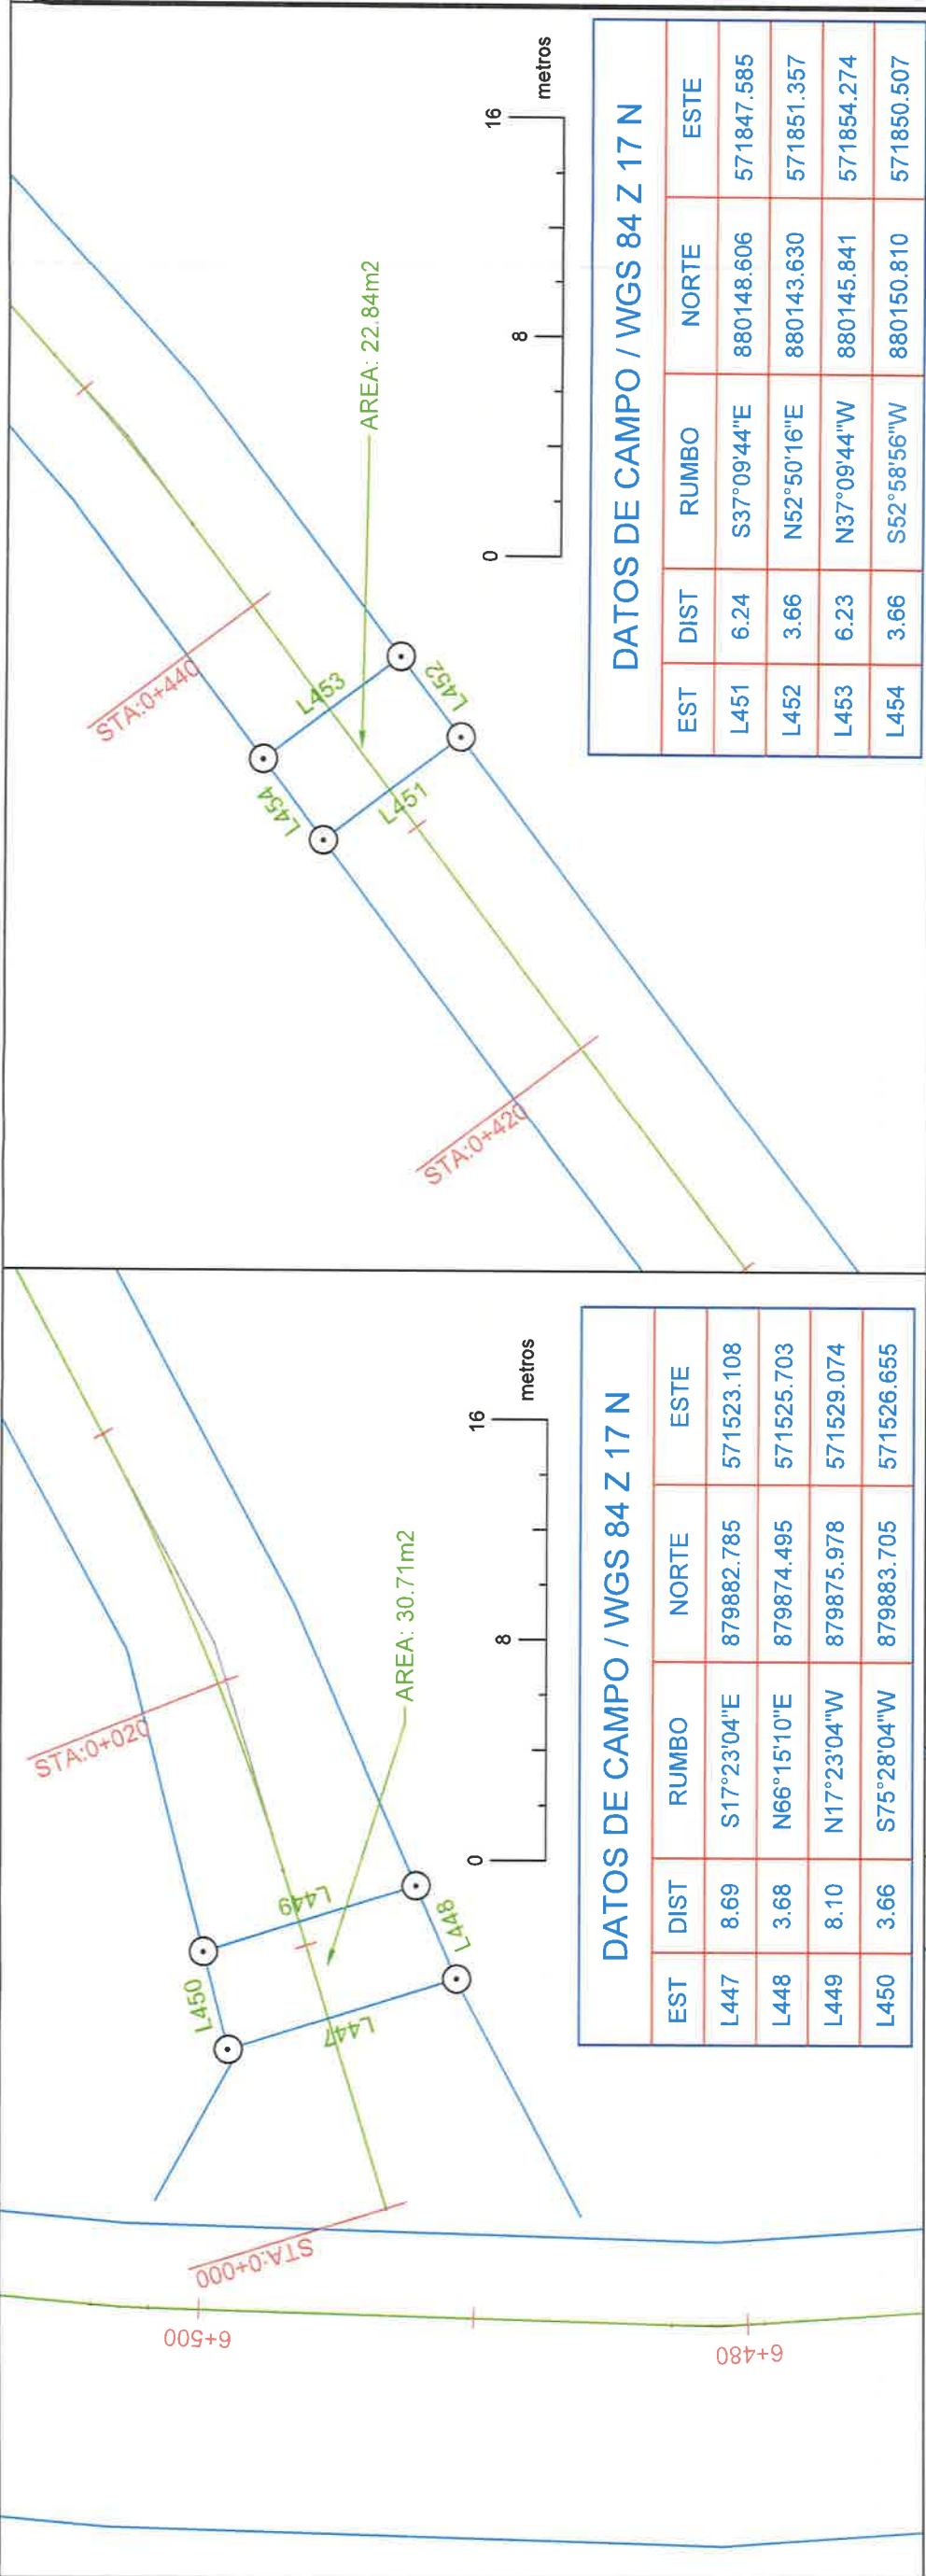 6+500
6+480
STA:0+000
STA:0+020
L450
L449
L447
L448
AREA: 30.71m2
0 8 16
metros
DATOS DE CAMPO / WGS 84 Z 17 N
EST DIST RUMBO NORTE ESTE
L447 8.69 S17°23'04"E 879882.785 571523.108
L448 3.68 N66°15'10"E 879874.495 571525.703
L449 8.10 N17°23'04"W 879875.978 571529.074
L450 3.66 S75°28'04"W 879883.705 571526.655
STA:0+420
STA:0+440
L454
L453
L451
L452
AREA: 22.84m2
0 8 16
metros
DATOS DE CAMPO / WGS 84 Z 17 N
EST DIST RUMBO NORTE ESTE
L451 6.24 S37°09'44"E 880148.606 571847.585
L452 3.66 N52°50'16"E 880143.630 571851.357
L453 6.23 N37°09'44"W 880145.841 571854.274
L454 3.66 S52°58'56"W 880150.810 571850.507